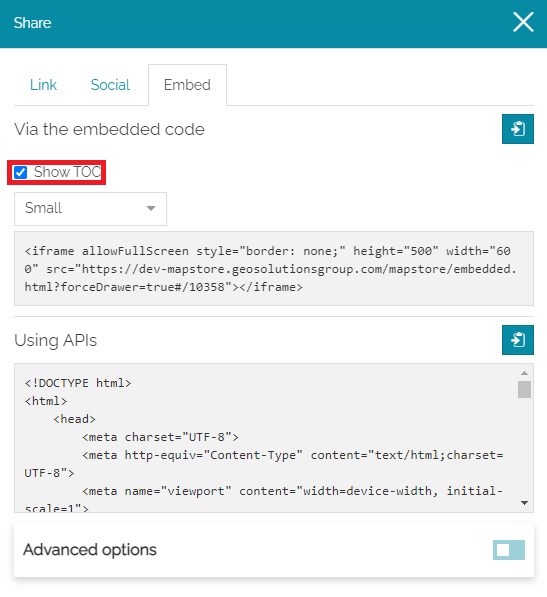 Share
Link Social Embed
Via the embedded code
Show TOC
Small
<iframe allowFullScreen style="border: none;" height="500" width="60
0" src="https://dev-mapstore.geosolutionsgroup.com/mapstore/embedded.
html?forceDrawer=true#/10358"></iframe>
Using APIs
<!DOCTYPE html>
<html>
    <head>
        <meta charset="UTF-8">
        <meta http-equiv="Content-Type" content="text/html;charset=
UTF-8">
        <meta name="viewport" content="width=device-width, initial-
scale=1">
Advanced options